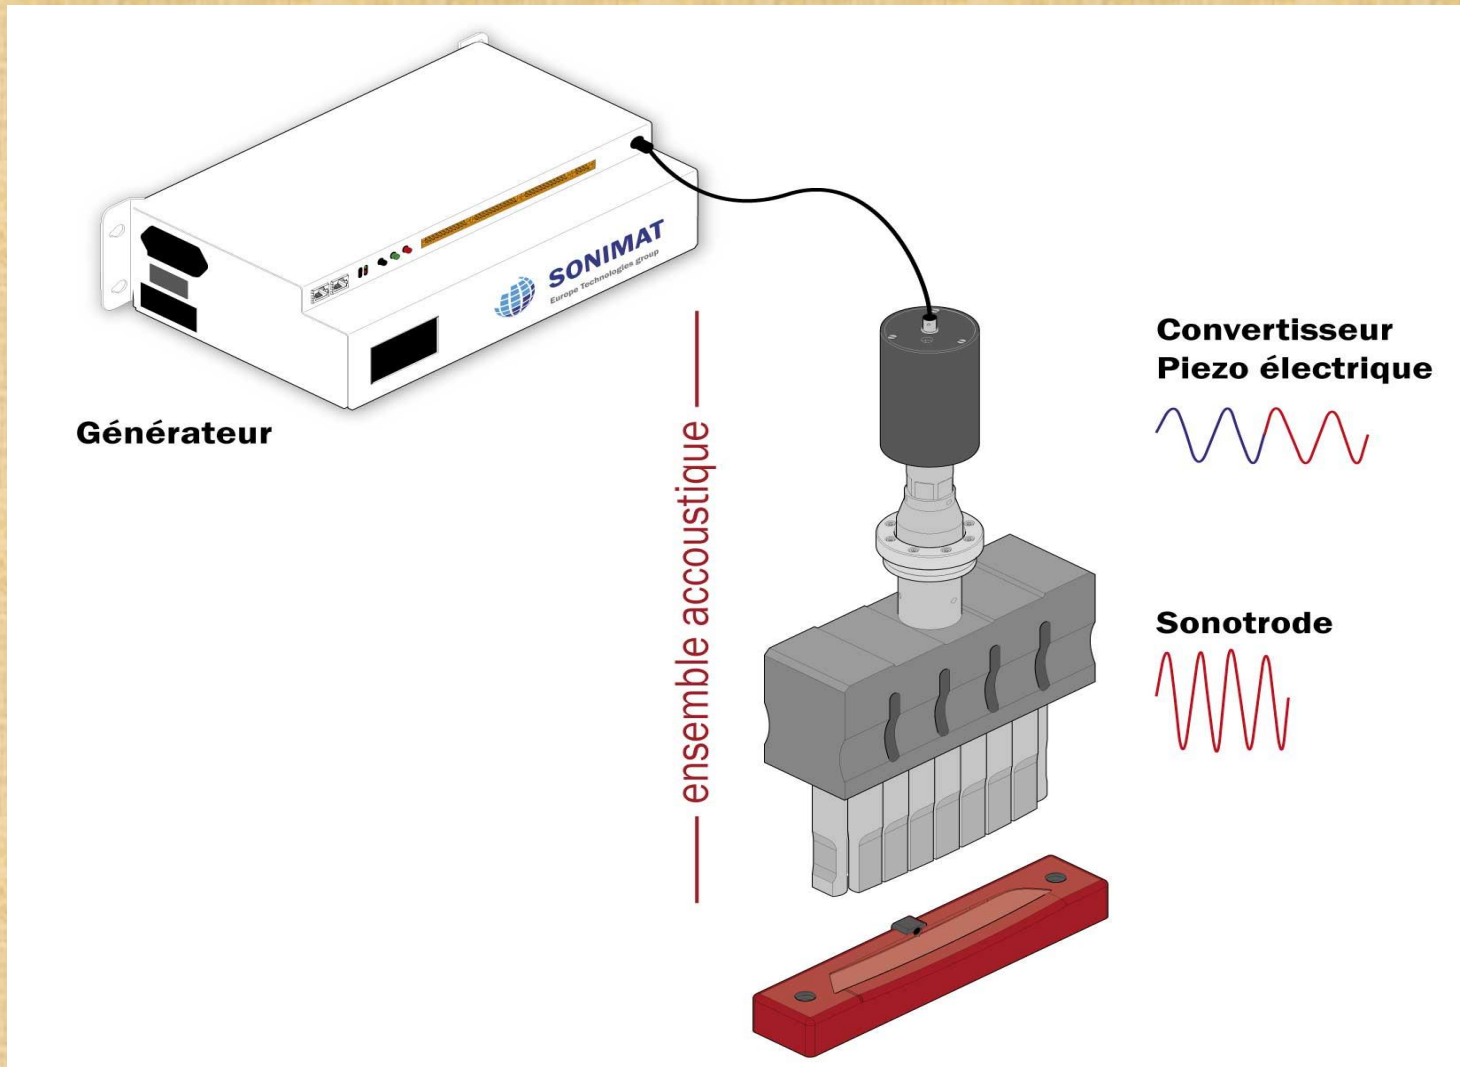 SONIMAT
Europe Technologies group
Générateur
ensemble accoustique
Convertisseur
Piezo électrique
Sonotrode